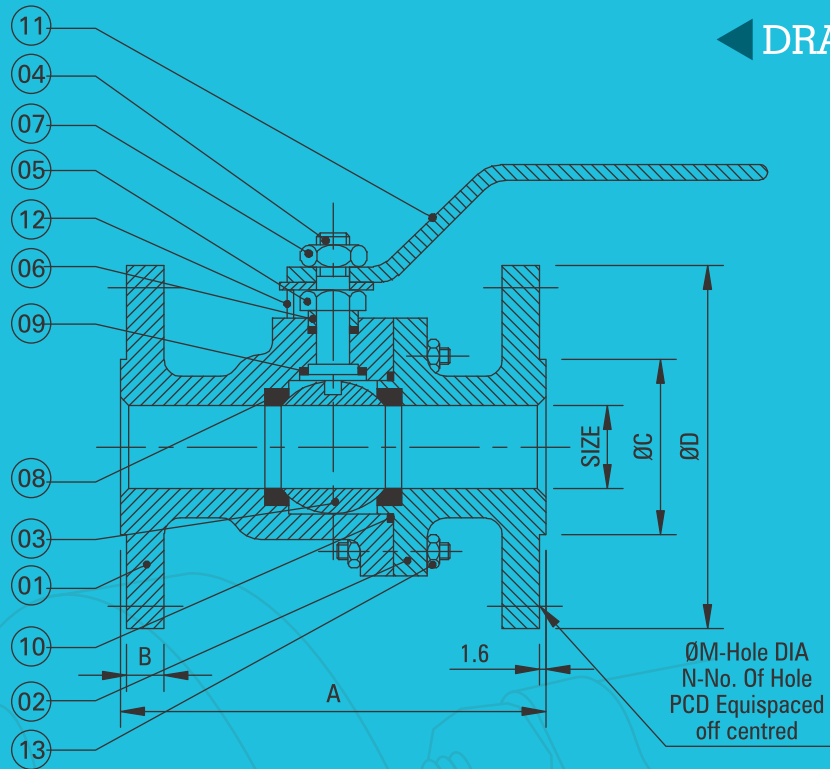 11
DRA
04
07
05
12
06
09
08
03
01
10
02
13
SIZE
ØC
ØD
B
A
1.6
ØM-Hole DIA
N-No. Of Hole
PCD Equispaced
off centred